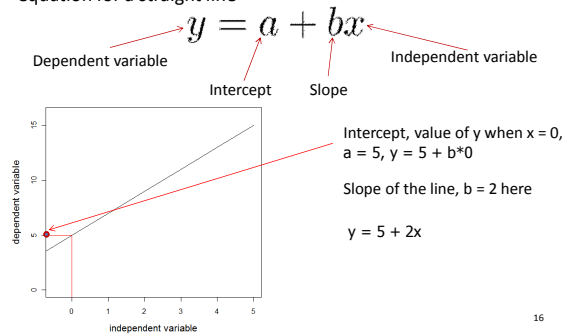 equation for a straight line
y = a + bx
Dependent variable
Independent variable
Intercept
Slope
Intercept, value of y when x = 0,
a = 5, y = 5 + b*0
Slope of the line, b = 2 here
y = 5 + 2x
dependent variable
15
10
5
0
0 1 2 3 4 5
independent variable
16